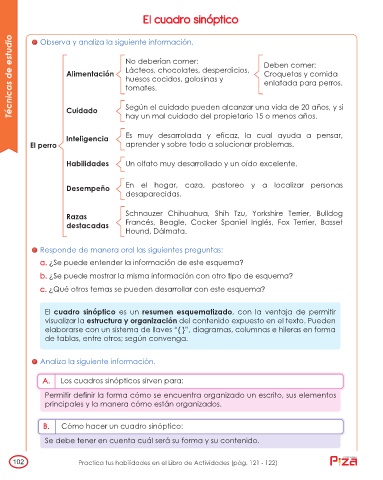 El cuadro sinóptico
Técnicas de estudio
Observa y analiza la siguiente información.
El perro
Alimentación
No deberían comer:
Lácteos, chocolates, desperdicios,
huesos cocidos, golosinas y
tomates.
Deben comer:
Croquetas y comida
enlatada para perros.
Cuidado
Según el cuidado pueden alcanzar una vida de 20 años, y si
hay un mal cuidado del propietario 15 o menos años.
Inteligencia
Es muy desarrollada y eficaz, la cual ayuda a pensar,
aprender y sobre todo a solucionar problemas.
Habilidades
Un olfato muy desarrollado y un oído excelente.
Desempeño
En el hogar, caza, pastoreo y a localizar personas
desaparecidas.
Razas
destacadas
Schnauzer Chihuahua, Shih Tzu, Yorkshire Terrier, Bulldog
Francés, Beagle, Cocker Spaniel Inglés, Fox Terrier, Basset
Hound, Dálmata.
Responde de manera oral las siguientes preguntas:
a. ¿Se puede entender la información de este esquema?
b. ¿Se puede mostrar la misma información con otro tipo de esquema?
c. ¿Qué otros temas se pueden desarrollar con este esquema?
El cuadro sinóptico es un resumen esquematizado, con la ventaja de permitir
visualizar la estructura y organización del contenido expuesto en el texto. Pueden
elaborarse con un sistema de llaves "{}", diagramas, columnas e hileras en forma
de tablas, entre otros; según convenga.
Analiza la siguiente información.
A. Los cuadros sinópticos sirven para:
Permitir definir la forma cómo se encuentra organizado un escrito, sus elementos
principales y la manera cómo están organizados.
B. Cómo hacer un cuadro sinóptico:
Se debe tener en cuenta cuál será su forma y su contenido.
102
Practica tus habilidades en el Libro de Actividades (pág. 121 - 122)